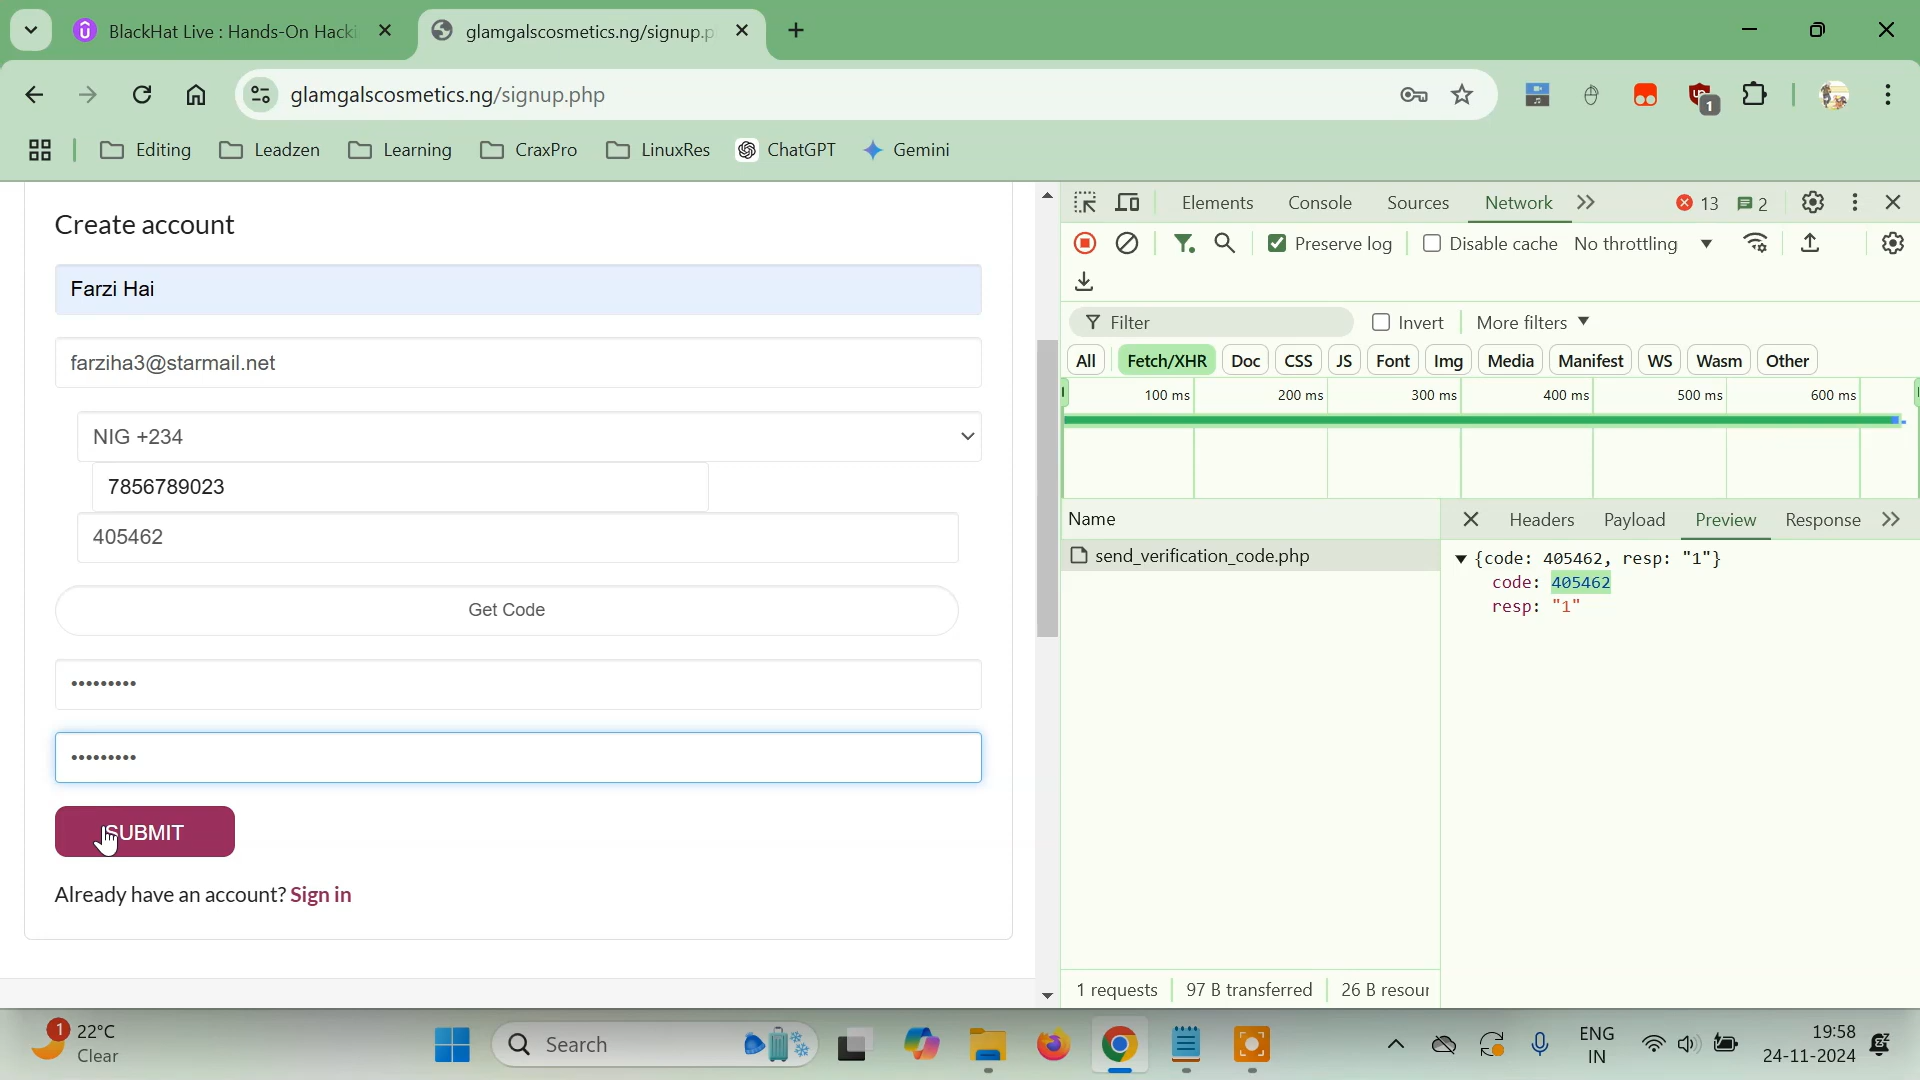 BlackHat Live : Hands-On Hacki
glamgalscosmetics.ng/signup.p
glamgalscosmetics.ng/signup.php
1
Editing
Leadzen
Learning
CraxPro
LinuxRes
ChatGPT
Gemini
Create account
Farzi Hai
farziha3@starmail.net
NIG +234
7856789023
405462
Get Code
•••••••••
•••••••••
SUBMIT
Already have an account? Sign in
Elements Console Sources Network 13 2
Preserve log Disable cache No throttling
Filter Invert More filters
All Fetch/XHR Doc CSS JS Font Img Media Manifest WS Wasm Other
100 ms 200 ms 300 ms 400 ms 500 ms 600 ms
Name
Headers Payload Preview Response
send_verification_code.php
{code: 405462, resp: "1"}
code: 405462
resp: "1"
1 requests 97 B transferred 26 B resour
1
22°C
Clear
Search
ENG
IN
19:58
24-11-2024